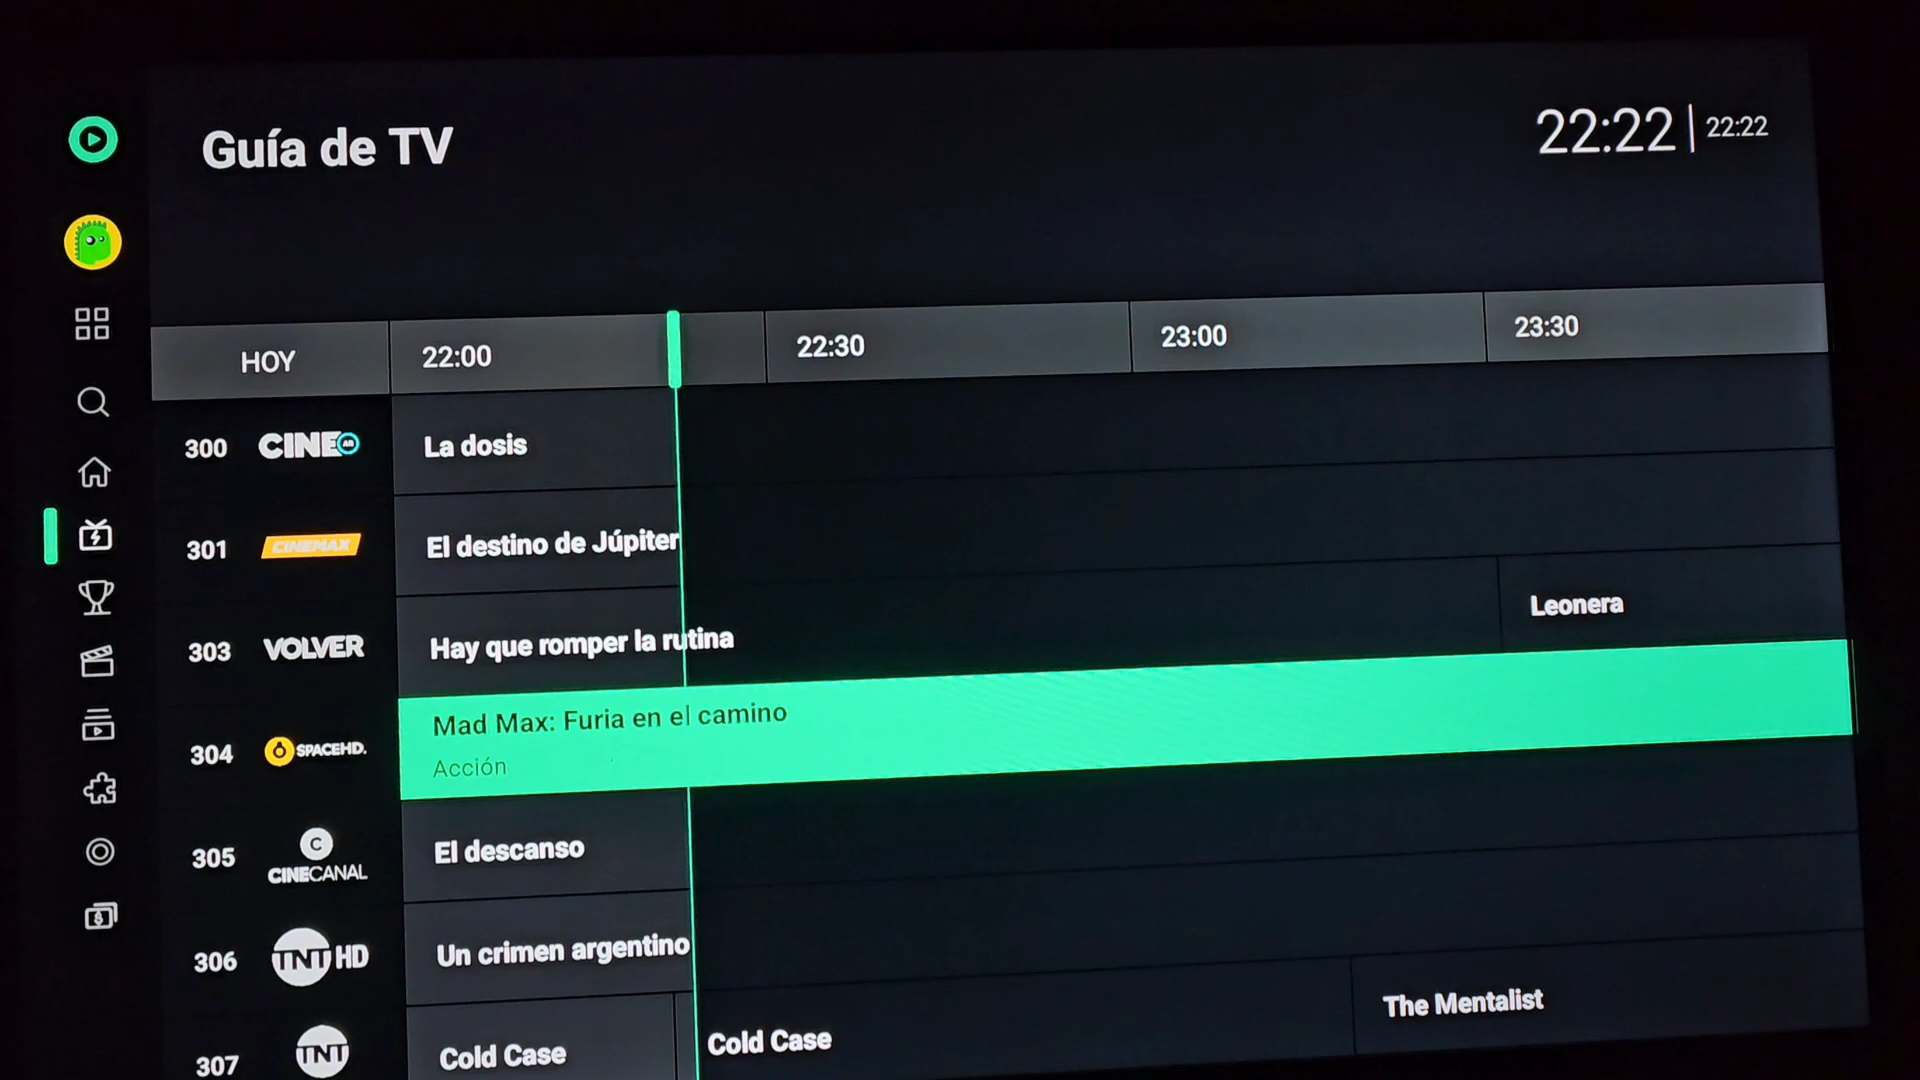 Guía de TV
22:22 | 22:22
HOY
22:00
22:30
23:00
23:30
300
CINE AR
La dosis
301
CINEMAX
El destino de Júpiter
303
VOLVER
Hay que romper la rutina
Leonera
304
SPACEHD.
Mad Max: Furia en el camino
Acción
305
C
CINECANAL
El descanso
306
TNT HD
Un crimen argentino
307
TNT
Cold Case
Cold Case
The Mentalist